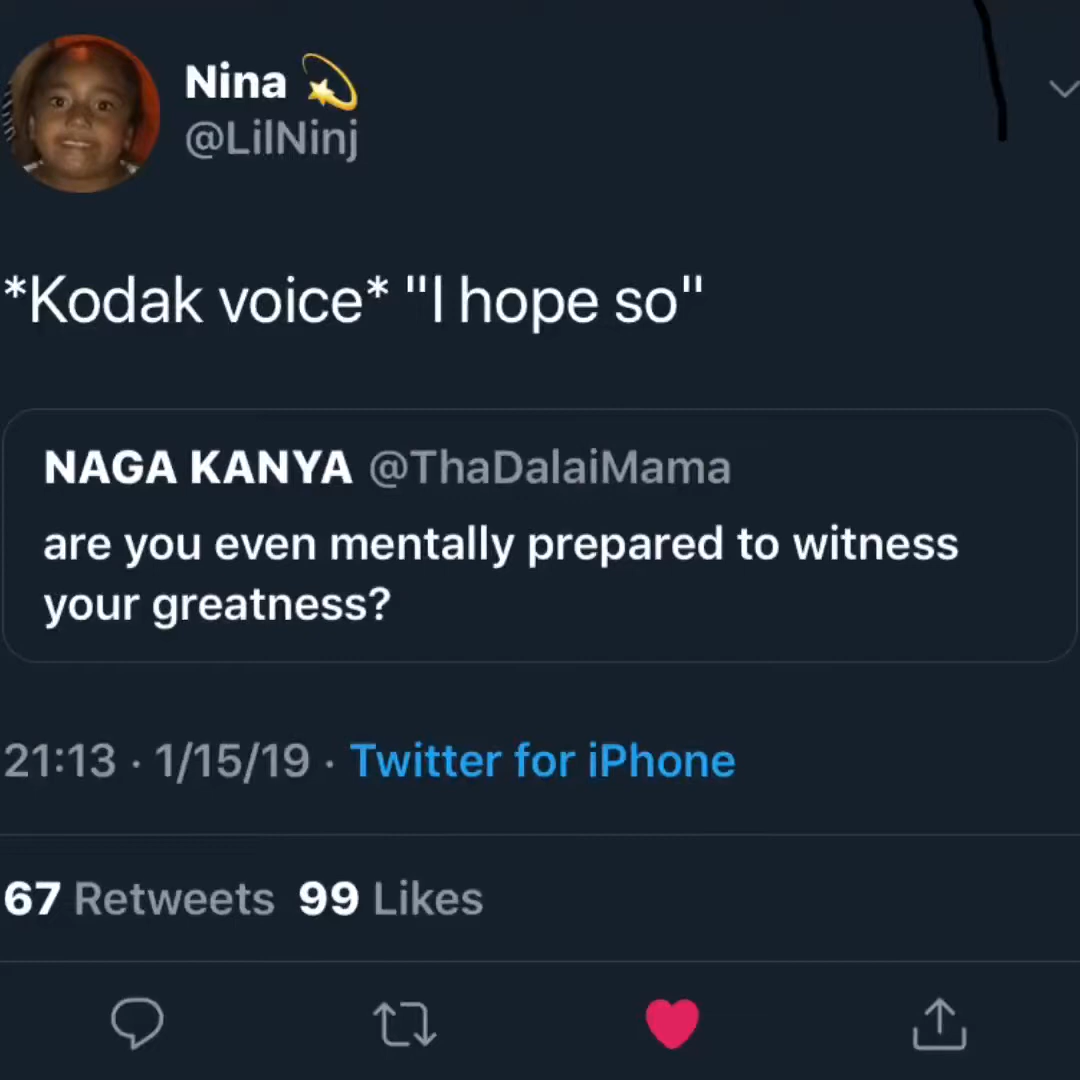 Nina 💫
@LilNinj
*Kodak voice* "I hope so"
NAGA KANYA @ThaDalaiMama
are you even mentally prepared to witness
your greatness?
21:13 · 1/15/19 · Twitter for iPhone
67 Retweets 99 Likes